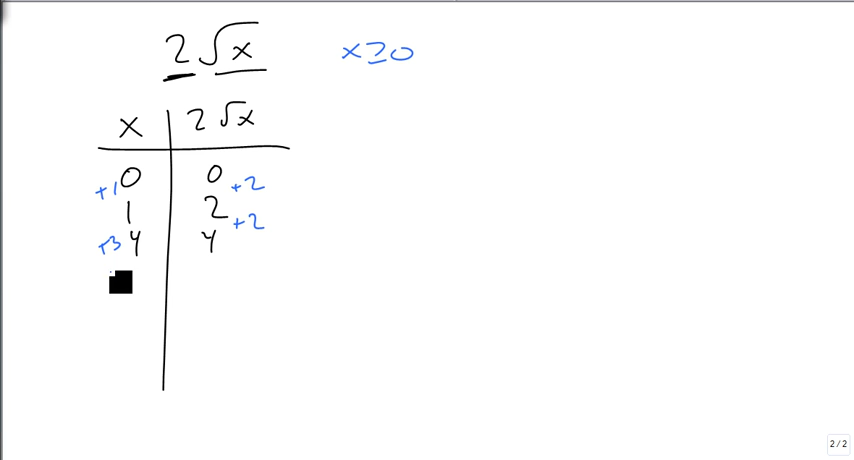 2√x x≥0
x 2√x
0 0
+1 +2
1 2
+3 +2
4 4
2 / 2